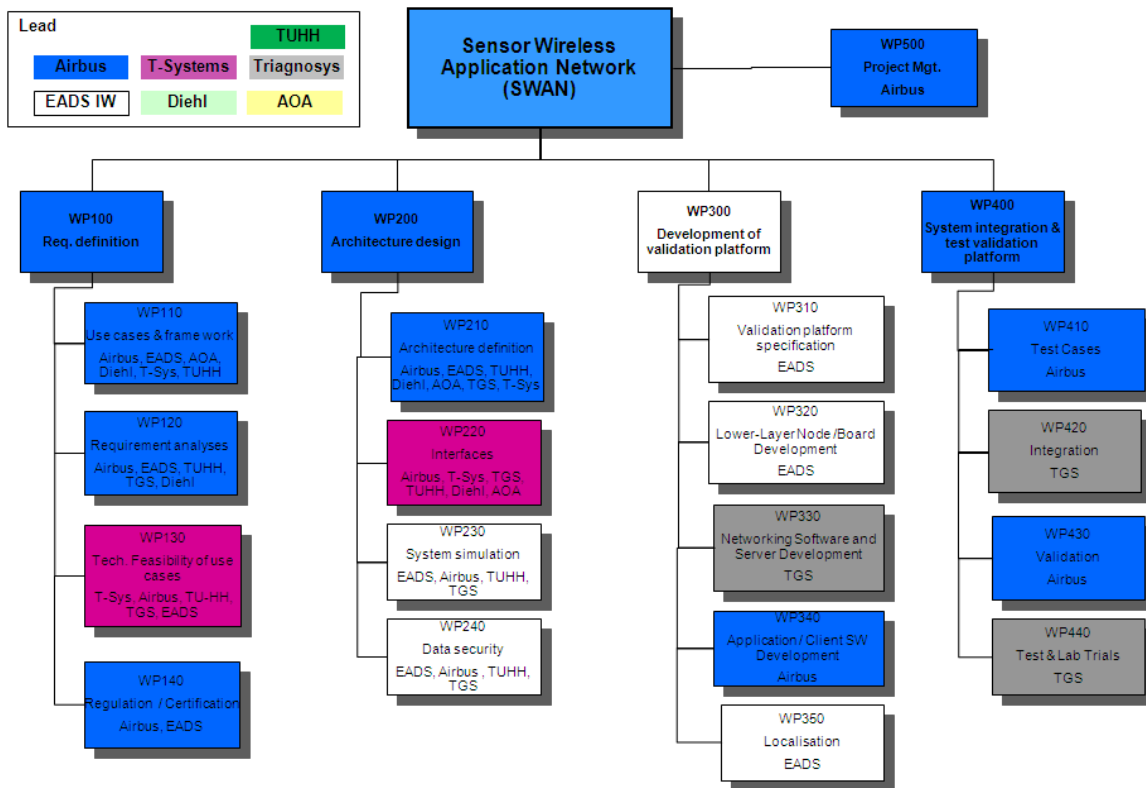 Lead
TUHH
Airbus
T-Systems
Triagnosys
EADS IW
Diehl
AOA
Sensor Wireless
Application Network
(SWAN)
WP500
Project Mgt.
Airbus
WP100
Req. definition
WP200
Architecture design
WP300
Development of
validation platform
WP400
System integration &
test validation
platform
WP110
Use cases & frame work
Airbus, EADS, AOA,
Diehl, T-Sys, TUHH
WP120
Requirement analyses
Airbus, EADS, TUHH,
TGS, Diehl
WP130
Tech. Feasibility of use
cases
T-Sys, Airbus, TU-HH,
TGS, EADS
WP140
Regulation / Certification
Airbus, EADS
WP210
Architecture definition
Airbus, EADS, TUHH,
Diehl, AOA, TGS, T-Sys
WP220
Interfaces
Airbus, T-Sys, TGS,
TUHH, Diehl, AOA
WP230
System simulation
EADS, Airbus, TUHH,
TGS
WP240
Data security
EADS, Airbus , TUHH,
TGS
WP310
Validation platform
specification
EADS
WP320
Lower-Layer Node /Board
Development
EADS
WP330
Networking Software and
Server Development
TGS
WP340
Application / Client SW
Development
Airbus
WP350
Localisation
EADS
WP410
Test Cases
Airbus
WP420
Integration
TGS
WP430
Validation
Airbus
WP440
Test & Lab Trials
TGS